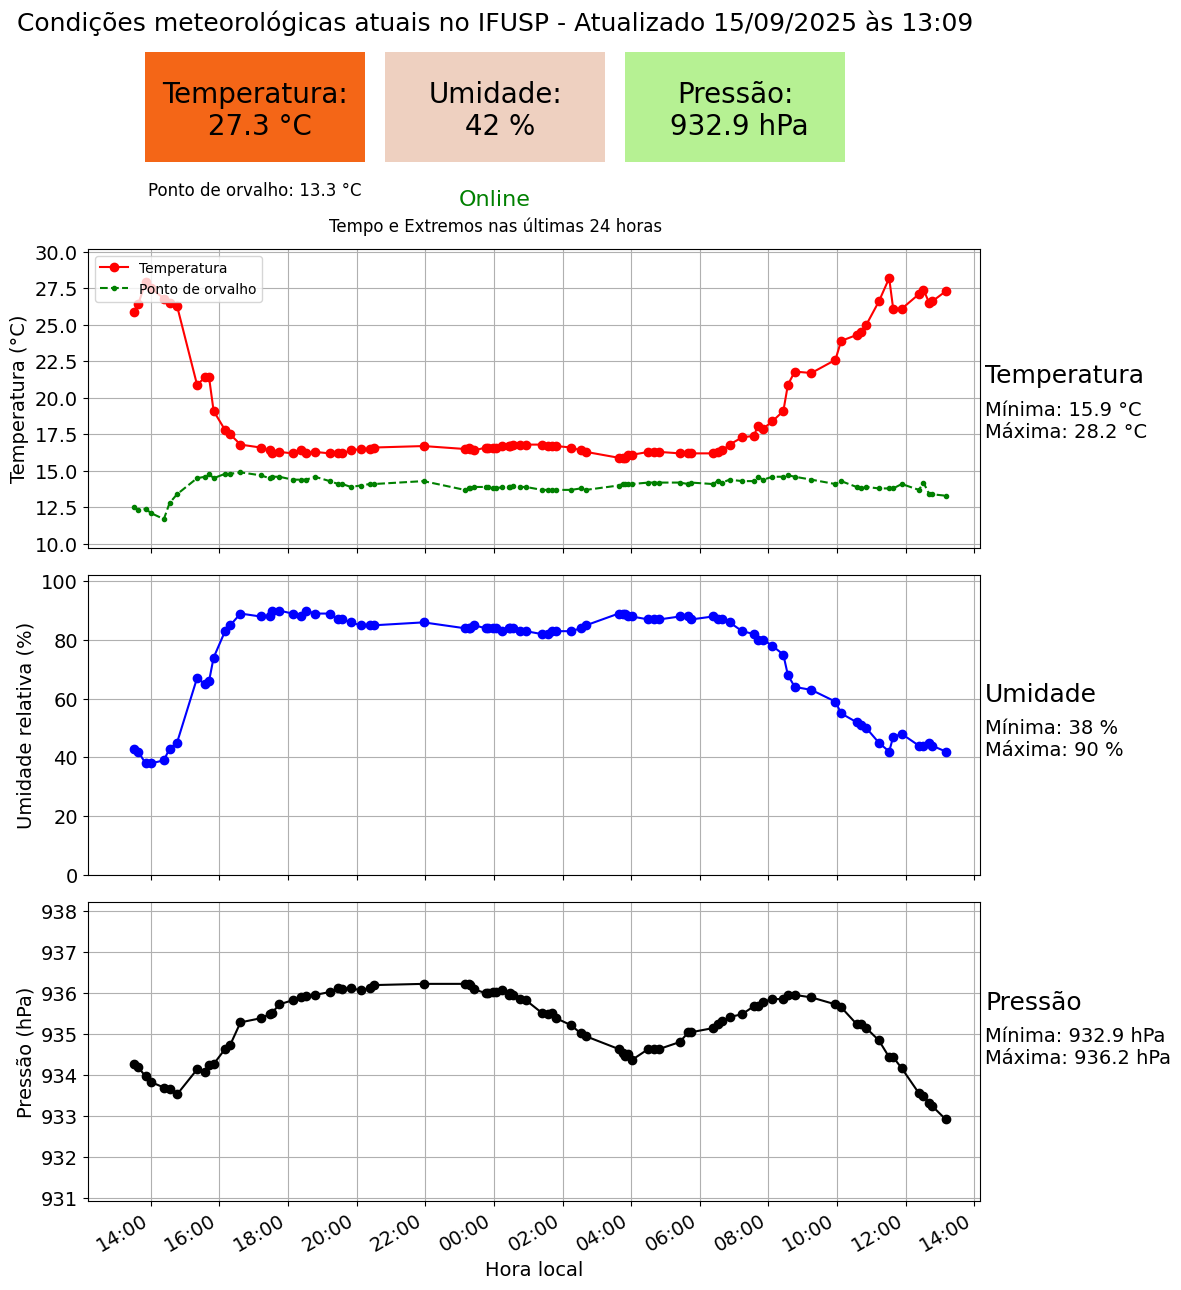 Condições meteorológicas atuais no IFUSP - Atualizado 15/09/2025 às 13:09
Temperatura:
27.3 °C
Umidade:
42 %
Pressão:
932.9 hPa
Ponto de orvalho: 13.3 °C
Online
Tempo e Extremos nas últimas 24 horas
Temperatura (°C)
30.0
27.5
25.0
22.5
20.0
17.5
15.0
12.5
10.0
Temperatura
Ponto de orvalho
Temperatura
Mínima: 15.9 °C
Máxima: 28.2 °C
Umidade relativa (%)
100
80
60
40
20
0
Umidade
Mínima: 38 %
Máxima: 90 %
Pressão (hPa)
938
937
936
935
934
933
932
931
Pressão
Mínima: 932.9 hPa
Máxima: 936.2 hPa
14:00 16:00 18:00 20:00 22:00 00:00 02:00 04:00 06:00 08:00 10:00 12:00 14:00
Hora local